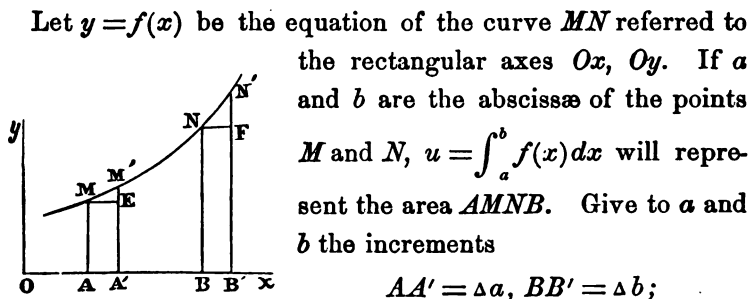 Let y = f(x) be the equation of the curve MN referred to
the rectangular axes Ox, Oy. If a
and b are the abscissæ of the points
M and N, u = ∫_a^b f(x)dx will repre-
sent the area AMNB. Give to a and
b the increments
AA' = Δa, BB' = Δb;
y
N'
N
F
M'
M
E
O A A' B B' x